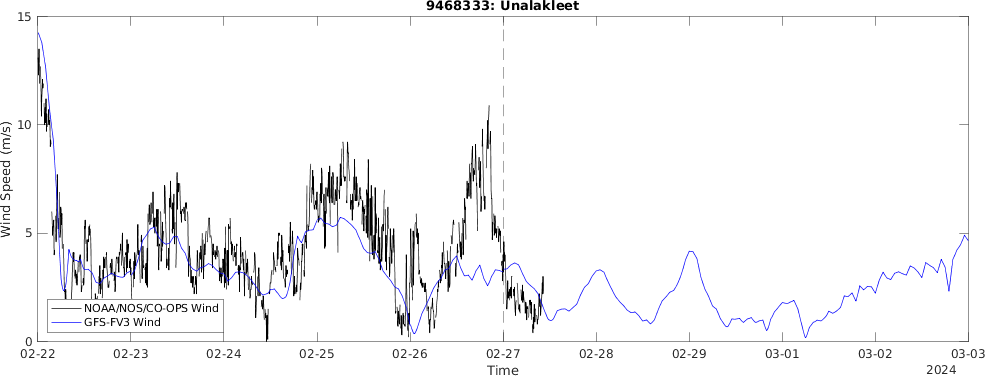 9468333: Unalakleet
15
10
5
0
Wind Speed (m/s)
NOAA/NOS/CO-OPS Wind
GFS-FV3 Wind
02-22 02-23 02-24 02-25 02-26 02-27 02-28 02-29 03-01 03-02 03-03
Time
2024